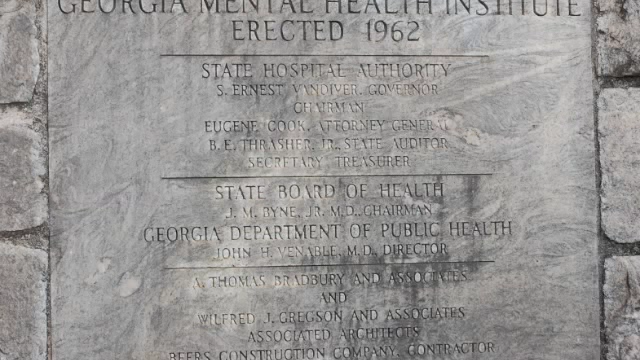 GEORGIA MENTAL HEALTH INSTITUTE
ERECTED 1962
STATE HOSPITAL AUTHORITY
S. ERNEST VANDIVER, GOVERNOR
CHAIRMAN
EUGENE COOK, ATTORNEY GENERAL
B. E. THRASHER, JR., STATE AUDITOR
SECRETARY TREASURER
STATE BOARD OF HEALTH
J. M. BYNE, JR. M.D., CHAIRMAN
GEORGIA DEPARTMENT OF PUBLIC HEALTH
JOHN H. VENABLE, M.D., DIRECTOR
A. THOMAS BRADBURY AND ASSOCIATES
AND
WILFRED J. GREGSON AND ASSOCIATES
ASSOCIATED ARCHITECTS
BEERS CONSTRUCTION COMPANY, CONTRACTOR